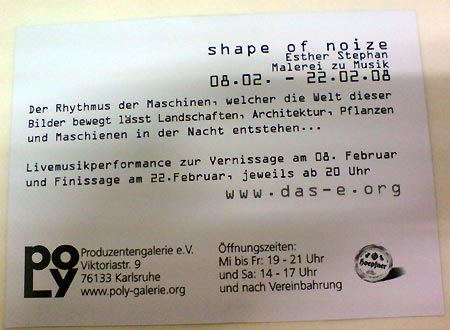 shape of noize
Esther Stephan
Malerei zu Musik
08.02. - 22.02.08
Der Rhythmus der Maschinen, welcher die Welt dieser
Bilder bewegt lässt Landschaften, Architektur, Pflanzen
und Maschienen in der Nacht entstehen...
Livemusikperformance zur Vernissage am 08. Februar
und Finissage am 22.Februar, jeweils ab 20 Uhr
www.das-e.org
poly
Produzentengalerie e.V.
Viktoriastr. 9
76133 Karlsruhe
www.poly-galerie.org
Öffnungszeiten:
Mi bis Fr: 19 - 21 Uhr
und Sa: 14 - 17 Uhr
und nach Vereinbahrung
Hoepfner